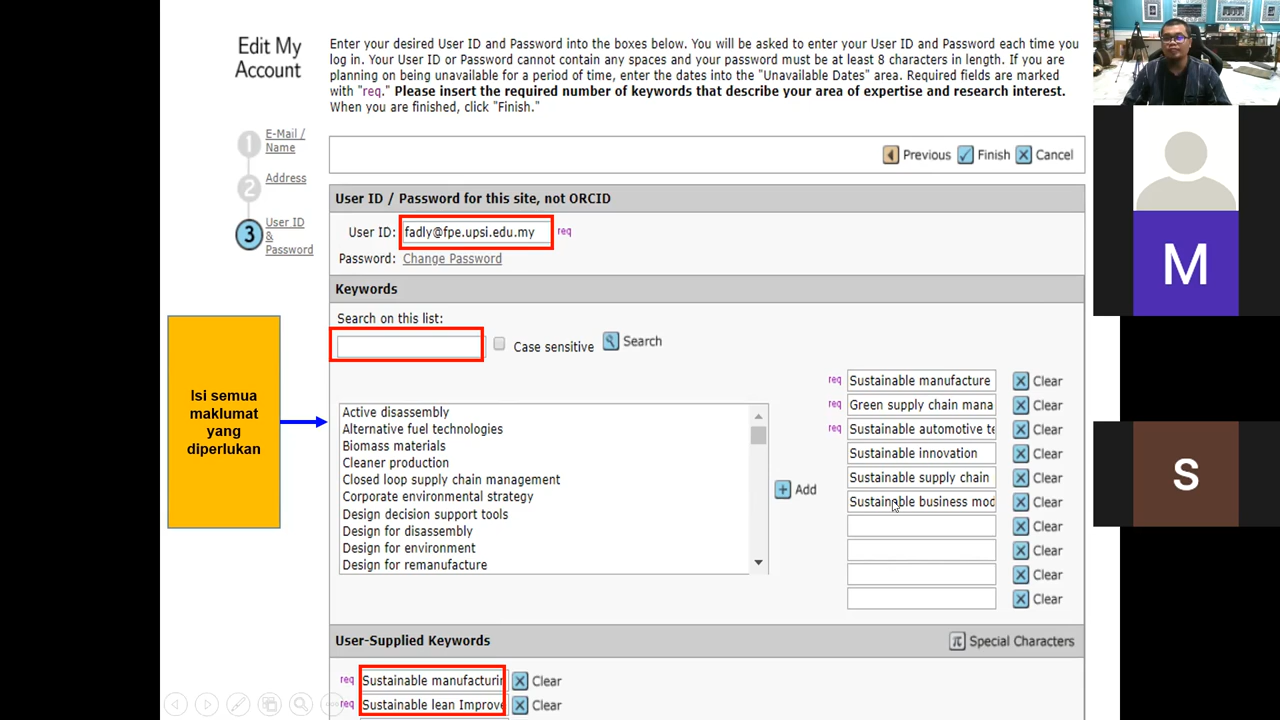 Edit My
Account
Enter your desired User ID and Password into the boxes below. You will be asked to enter your User ID and Password each time you
log in. Your User ID or Password cannot contain any spaces and your password must be at least 8 characters in length. If you are
planning on being unavailable for a period of time, enter the dates into the "Unavailable Dates" area. Required fields are marked
with "req." Please insert the required number of keywords that describe your area of expertise and research interest.
When you are finished, click "Finish."
1 E-Mail /
Name
2 Address
3 User ID
&
Password
Previous Finish Cancel
User ID / Password for this site, not ORCID
User ID: fadly@fpe.upsi.edu.my req
Password: Change Password
Keywords
Search on this list:
Case sensitive Search
Isi semua
maklumat
yang
diperlukan
Active disassembly
Alternative fuel technologies
Biomass materials
Cleaner production
Closed loop supply chain management
Corporate environmental strategy
Design decision support tools
Design for disassembly
Design for environment
Design for remanufacture
Add
req Sustainable manufacture Clear
req Green supply chain mana Clear
req Sustainable automotive te Clear
Sustainable innovation Clear
Sustainable supply chain Clear
Sustainable business mod Clear
Clear
Clear
Clear
Clear
User-Supplied Keywords Special Characters
req Sustainable manufacturin Clear
req Sustainable lean Improve Clear
M
S